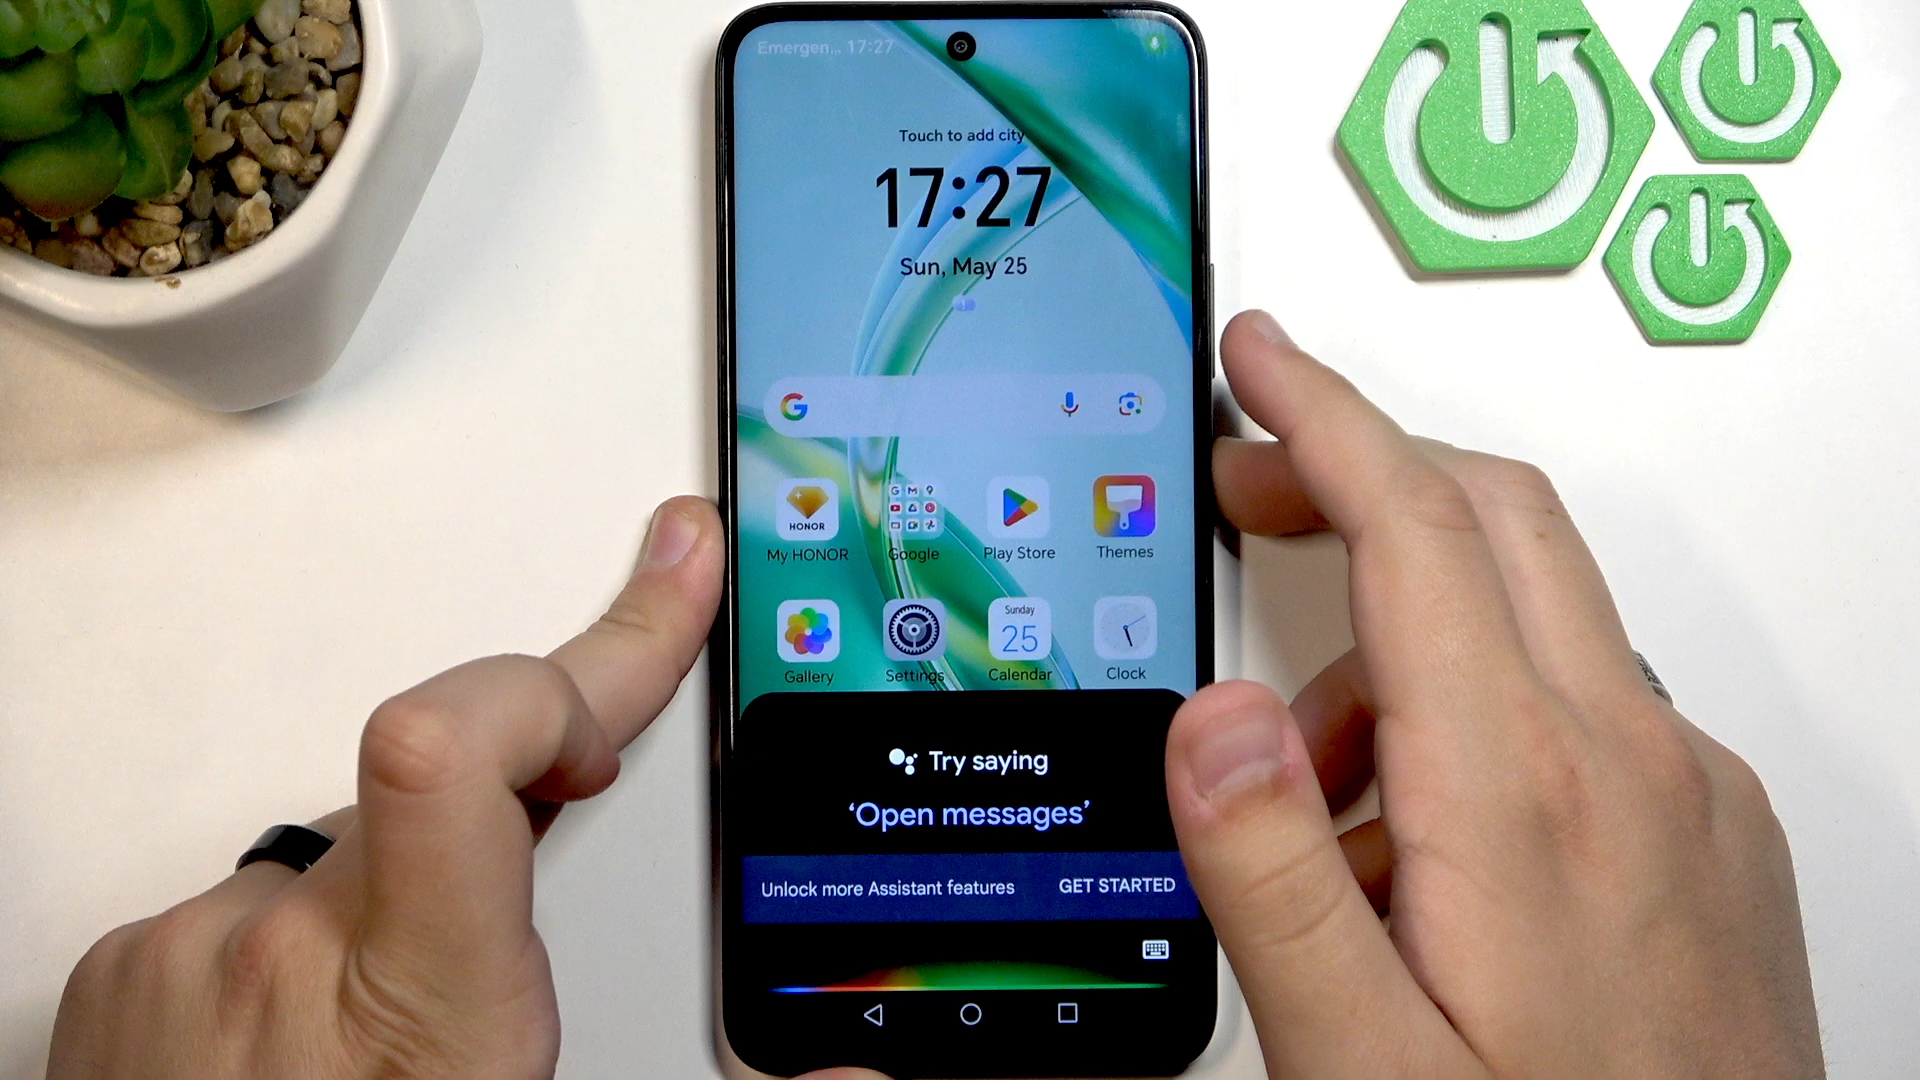 Emergen... 17:27
Touch to add city
17:27
Sun, May 25
HONOR
My HONOR
Google
Play Store
Themes
Sunday
25
Gallery
Settings
Calendar
Clock
Try saying
‘Open messages’
Unlock more Assistant features
GET STARTED